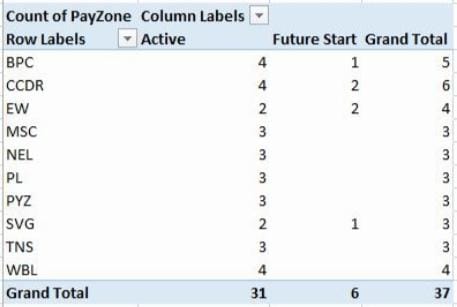 Count of PayZone Column Labels
Row Labels Active Future Start Grand Total
BPC 4 1 5
CCDR 4 2 6
EW 2 2 4
MSC 3 3
NEL 3 3
PL 3 3
PYZ 3 3
SVG 2 1 3
TNS 3 3
WBL 4 4
Grand Total 31 6 37